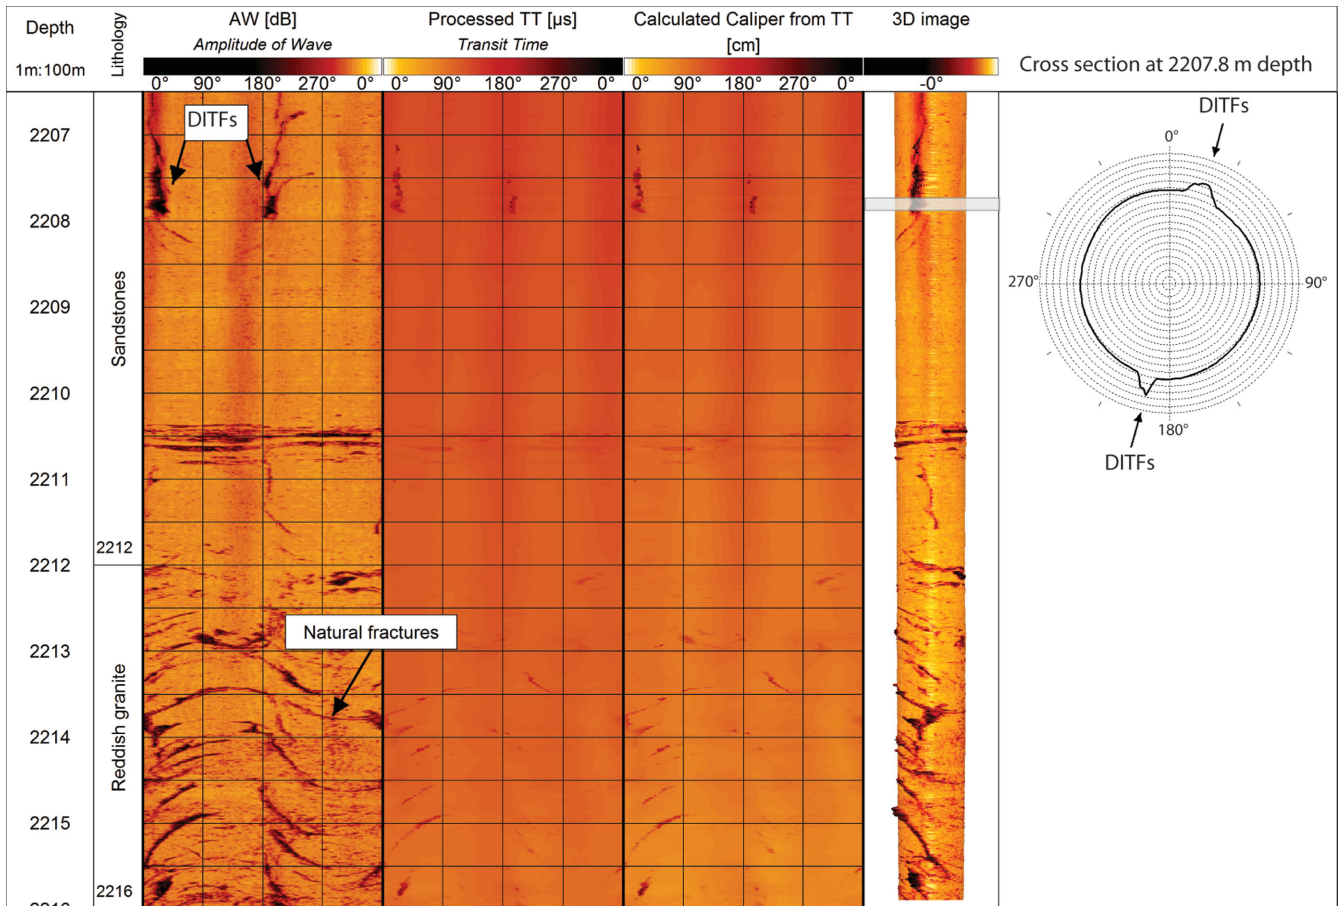 Depth
1m:100m
Lithology
AW [dB]
Amplitude of Wave
0° 90° 180° 270° 0°
Processed TT [µs]
Transit Time
0° 90° 180° 270° 0°
Calculated Caliper from TT
[cm]
0° 90° 180° 270° 0°
3D image
-0°
Cross section at 2207.8 m depth
DITFs
2207
2208
2209
2210
2211
2212
2213
2214
2215
Sandstones
2212
Reddish granite
2216
Natural fractures
DITFs
0°
270°
90°
180°
DITFs